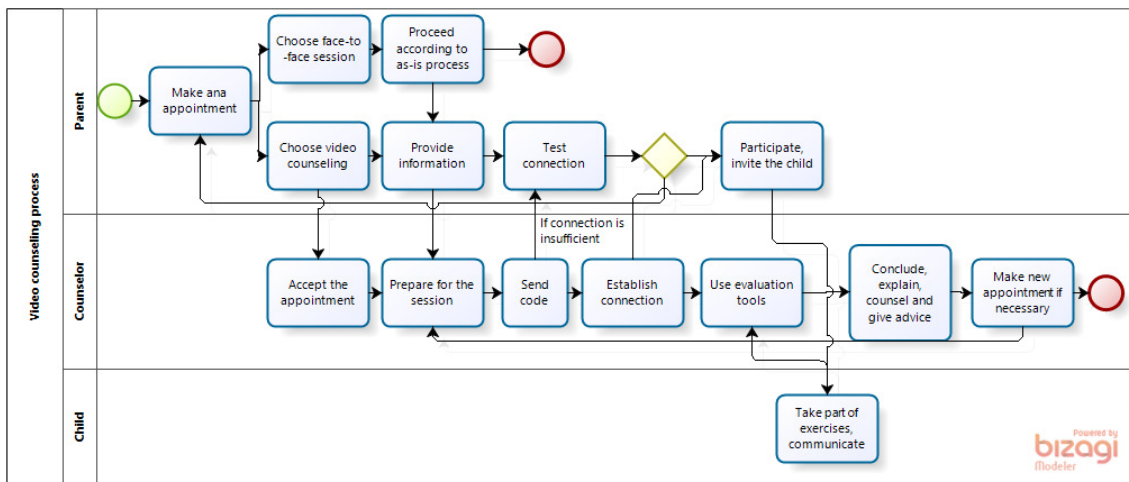 Video counseling process
Parent
Make ana
appointment
Choose face-to
-face session
Proceed
according to
as-is process
Choose video
counseling
Provide
information
Test
connection
Participate,
invite the child
If connection is
insufficient
Counselor
Accept the
appointment
Prepare for the
session
Send
code
Establish
connection
Use evaluation
tools
Conclude,
explain,
counsel and
give advice
Make new
appointment if
necessary
Child
Take part of
exercises,
communicate
Powered by
bizagi
Modeler